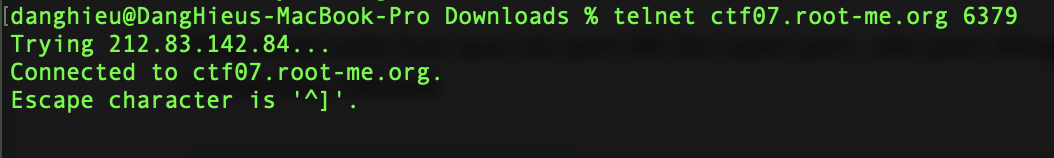 [danghieu@DangHieus-MacBook-Pro Downloads % telnet ctf07.root-me.org 6379
Trying 212.83.142.84...
Connected to ctf07.root-me.org.
Escape character is '^]'.